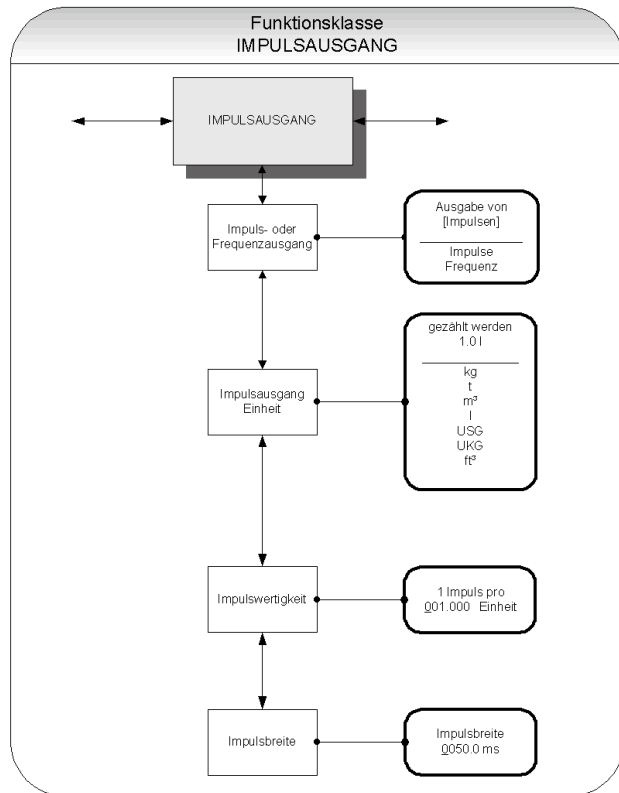 Funktionsklasse
IMPULSAUSGANG
IMPULSAUSGANG
Impuls- oder
Frequenzausgang
Ausgabe von
[Impulsen]
Impulse
Frequenz
Impulsausgang
Einheit
gezählt werden
1.0 l
kg
t
m³
l
USG
UKG
ft³
Impulswertigkeit
1 Impuls pro
001.000 Einheit
Impulsbreite
Impulsbreite
0050.0 ms